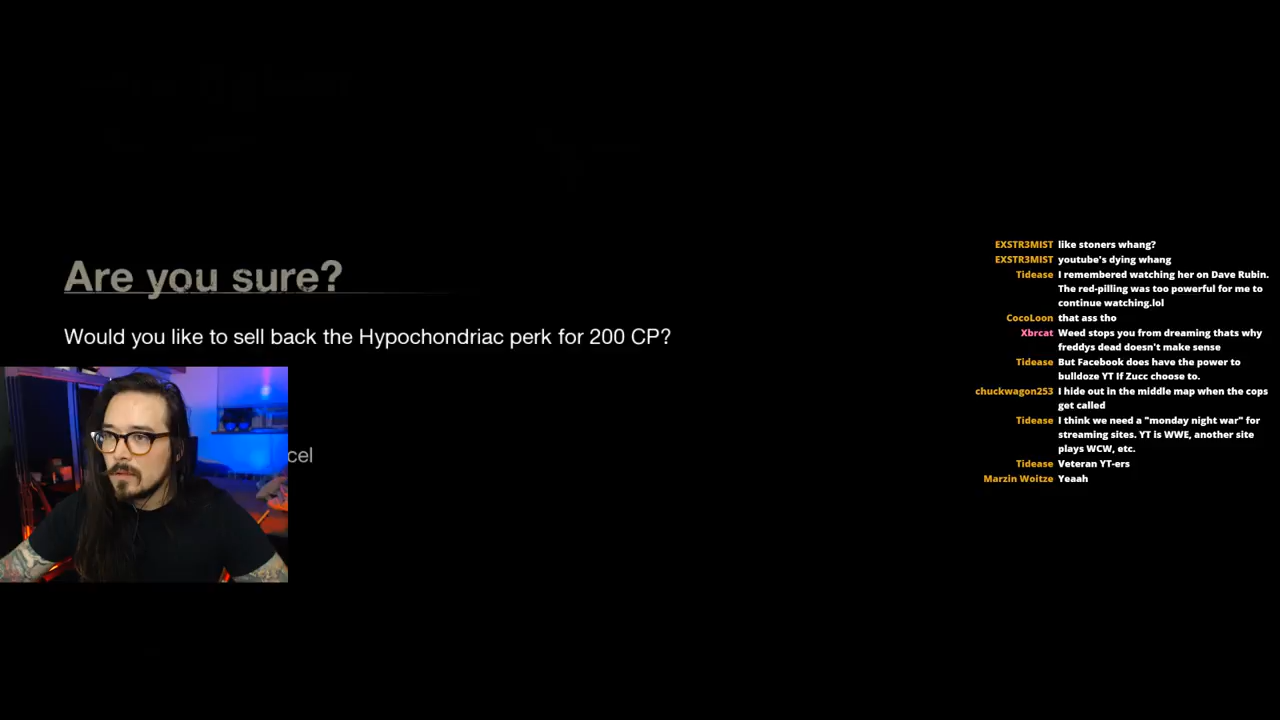 Are you sure?
Would you like to sell back the Hypochondriac perk for 200 CP?
cel
EXSTR3MIST like stoners whang?
EXSTR3MIST youtube's dying whang
Tidease I remembered watching her on Dave Rubin.
The red-pilling was too powerful for me to
continue watching.lol
CocoLoon that ass tho
Xbrcat Weed stops you from dreaming thats why
freddys dead doesn't make sense
Tidease But Facebook does have the power to
bulldoze YT If Zucc choose to.
chuckwagon253 I hide out in the middle map when the cops
get called
Tidease I think we need a "monday night war" for
streaming sites. YT is WWE, another site
plays WCW, etc.
Tidease Veteran YT-ers
Marzin Woitze Yeaah